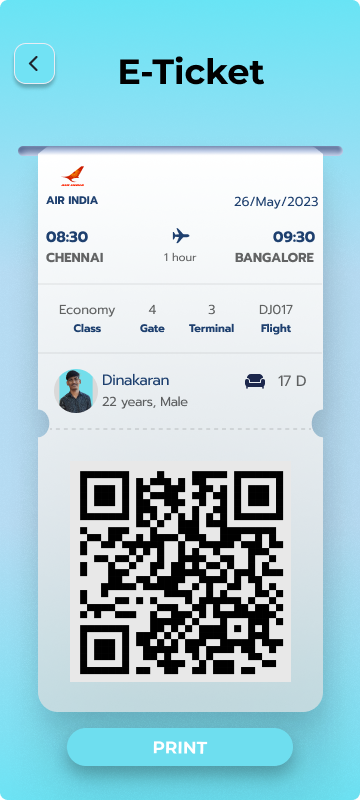 E-Ticket
AIR INDIA
26/May/2023
08:30 09:30
CHENNAI 1 hour BANGALORE
Economy 4 3 DJ017
Class Gate Terminal Flight
Dinakaran 17 D
22 years, Male
PRINT